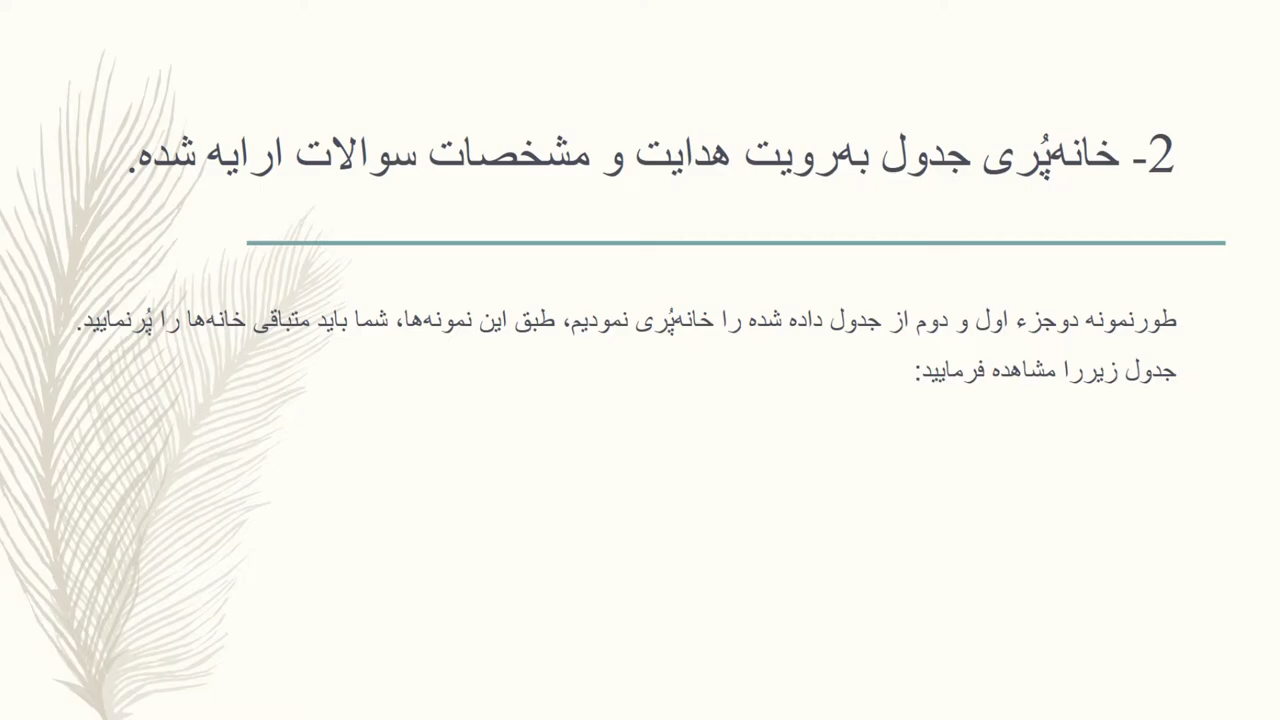 2- خانه‌پُری جدول به‌رویت هدایت و مشخصات سوالات ارایه شده.
طورنمونه دوجزء اول و دوم از جدول داده شده را خانه‌پُری نمودیم، طبق این نمونه‌ها، شما باید متباقی خانه‌ها را پُرنمایید.
جدول زیررا مشاهده فرمایید: